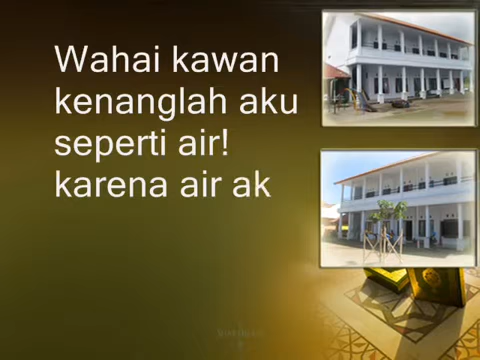 Wahai kawan
kenanglah aku
seperti air!
karena air ak